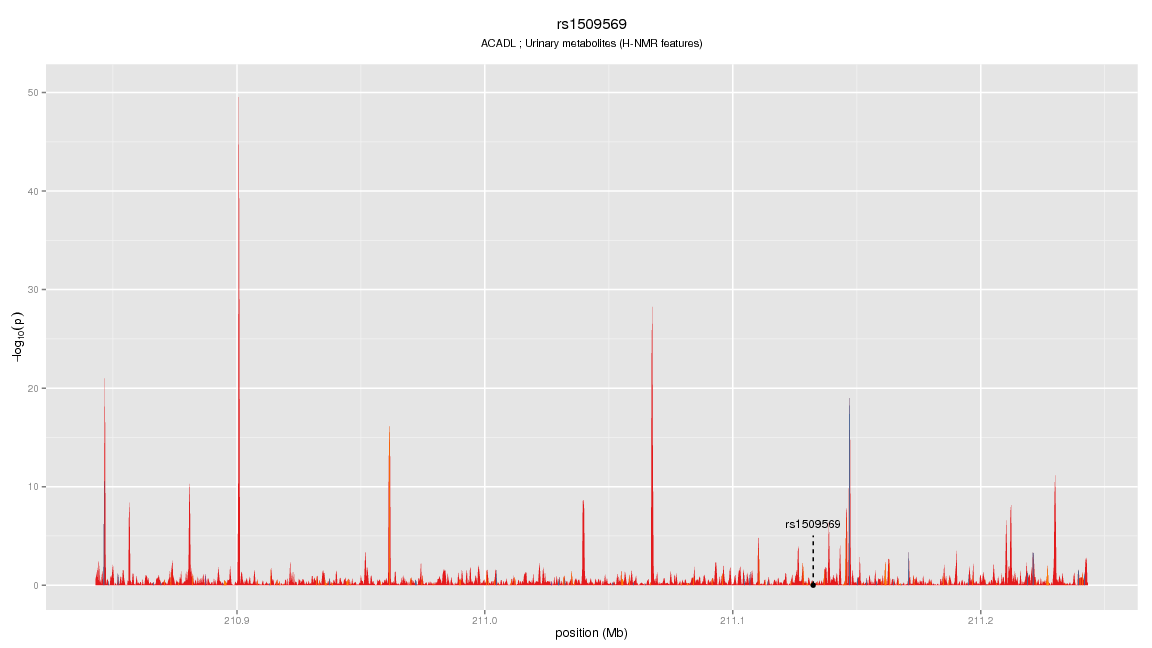 rs1509569
ACADL ; Urinary metabolites (H-NMR features)
50
40
30
20
10
0
−log10(p)
rs1509569
210.9
211.0
211.1
211.2
position (Mb)